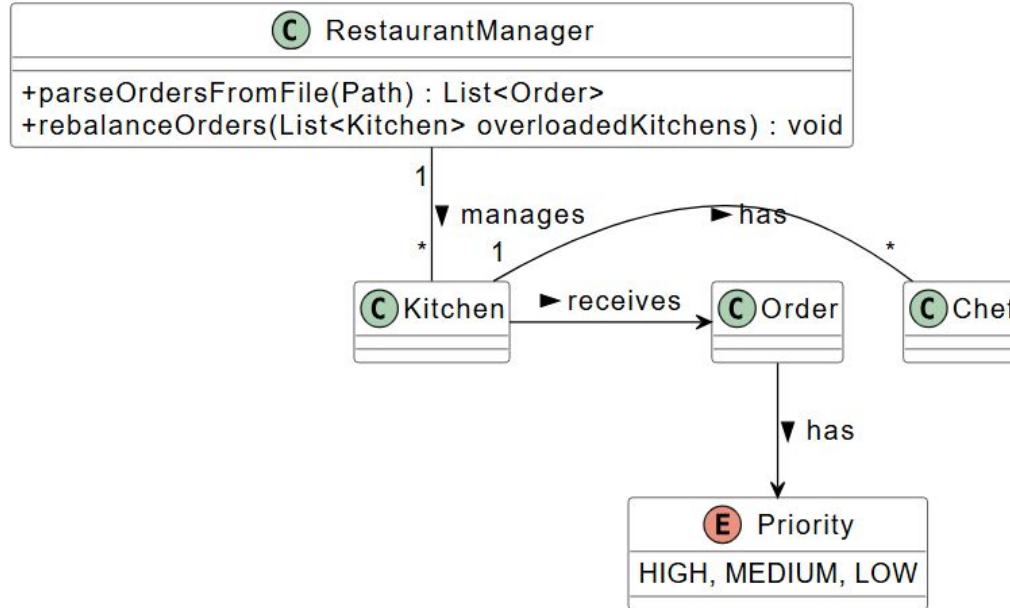 C RestaurantManager
+parseOrdersFromFile(Path) : List<Order>
+rebalanceOrders(List<Kitchen> overloadedKitchens) : void
1
manages
has
*
1
*
C Kitchen
receives
C Order
C Chef
has
E Priority
HIGH, MEDIUM, LOW